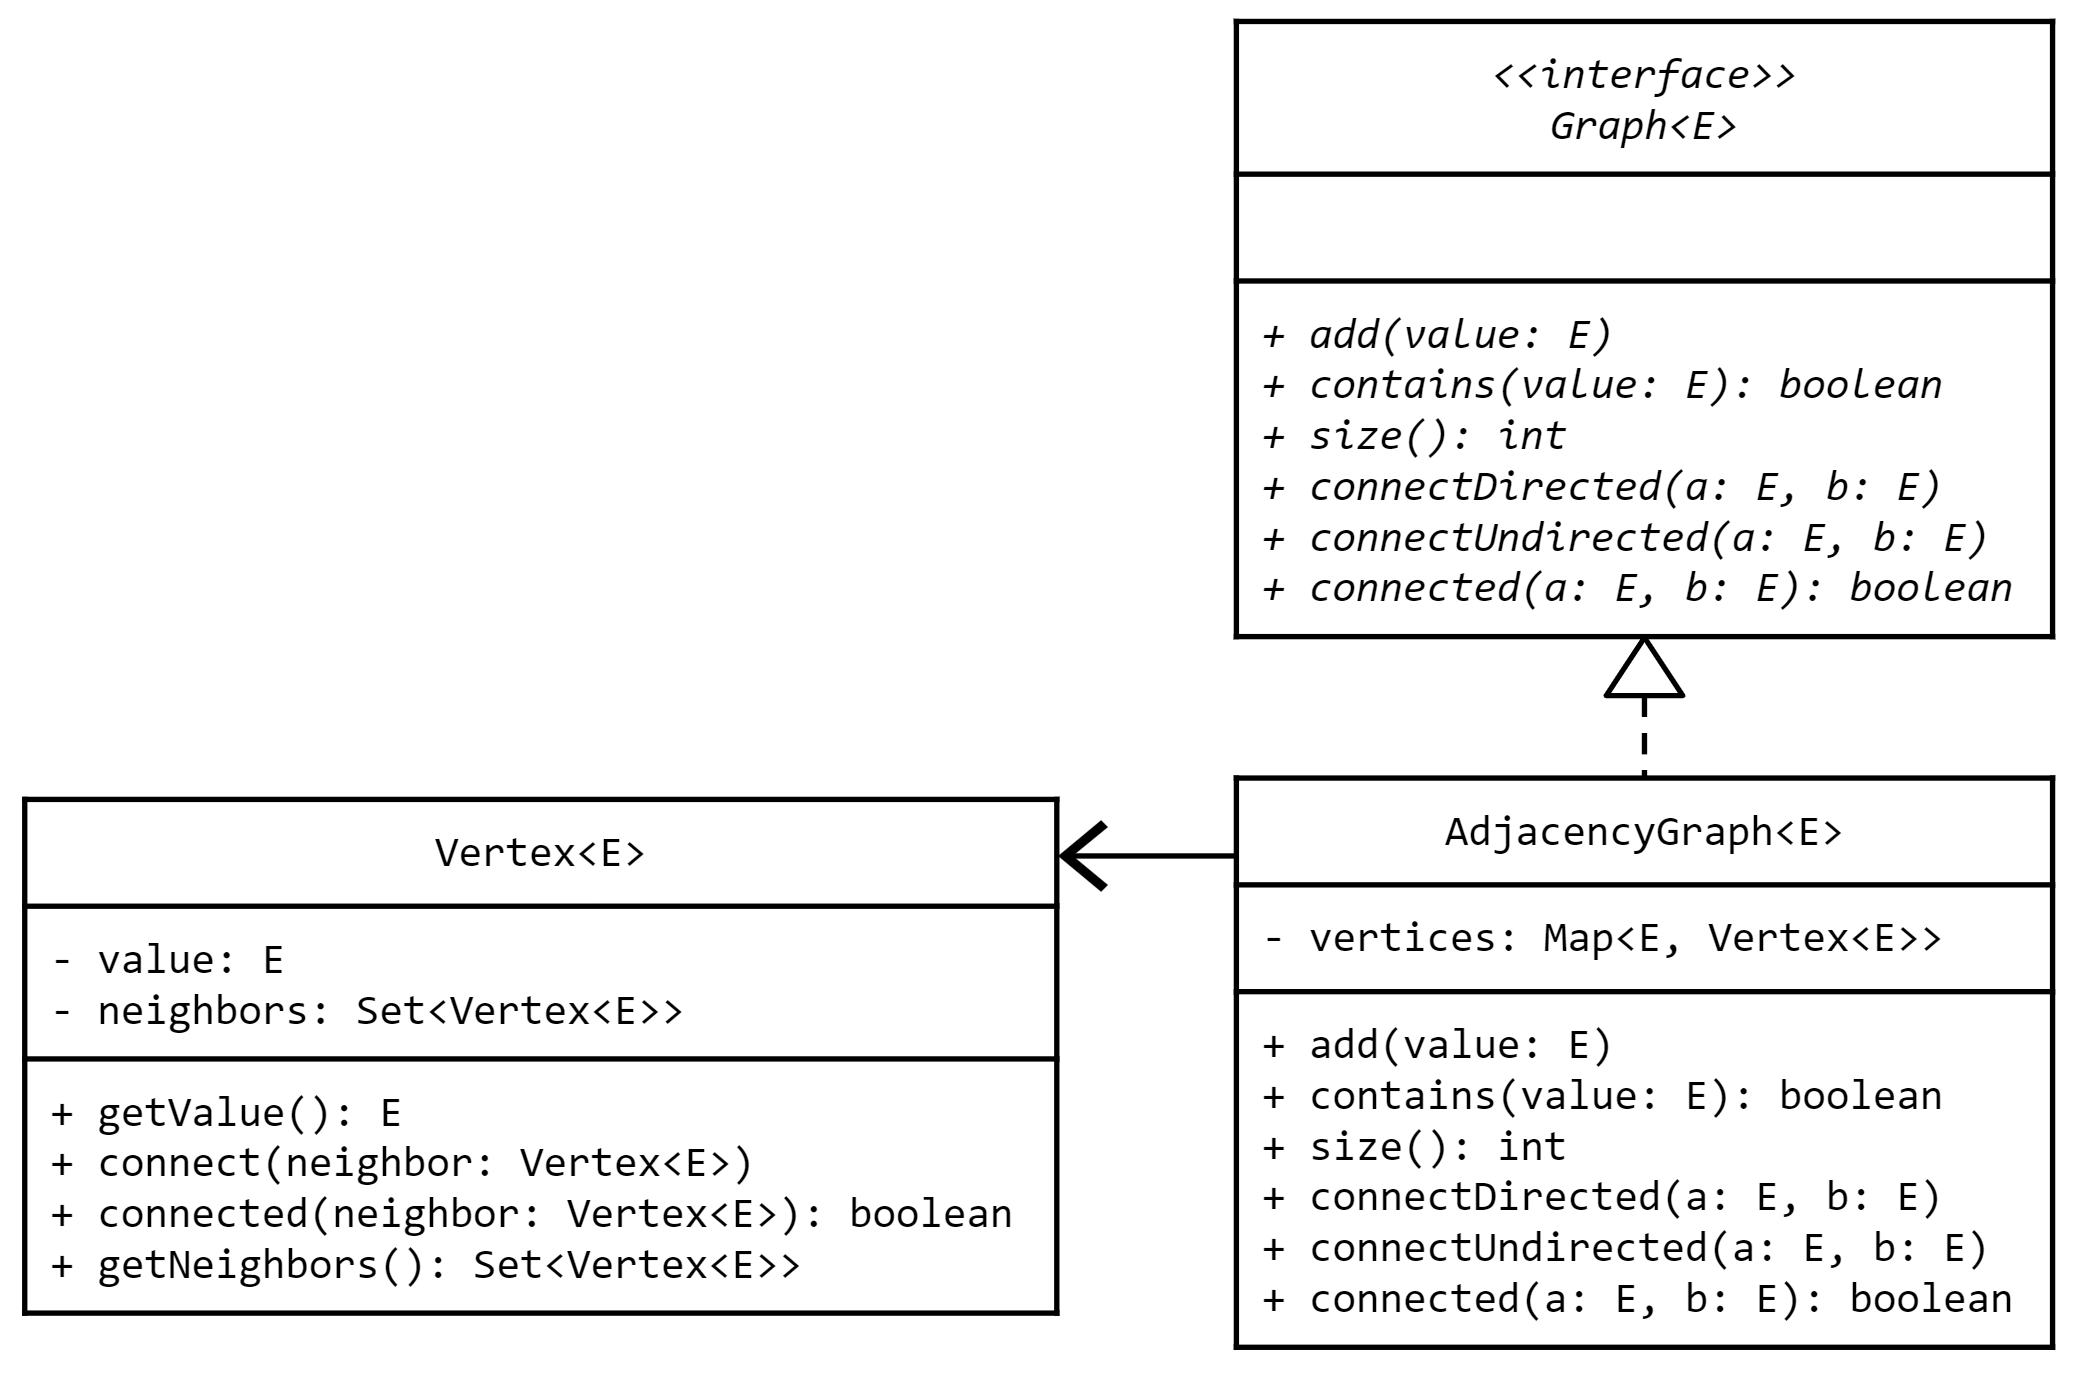 <<interface>>
Graph<E>
+ add(value: E)
+ contains(value: E): boolean
+ size(): int
+ connectDirected(a: E, b: E)
+ connectUndirected(a: E, b: E)
+ connected(a: E, b: E): boolean
Vertex<E>
- value: E
- neighbors: Set<Vertex<E>>
+ getValue(): E
+ connect(neighbor: Vertex<E>)
+ connected(neighbor: Vertex<E>): boolean
+ getNeighbors(): Set<Vertex<E>>
AdjacencyGraph<E>
- vertices: Map<E, Vertex<E>>
+ add(value: E)
+ contains(value: E): boolean
+ size(): int
+ connectDirected(a: E, b: E)
+ connectUndirected(a: E, b: E)
+ connected(a: E, b: E): boolean